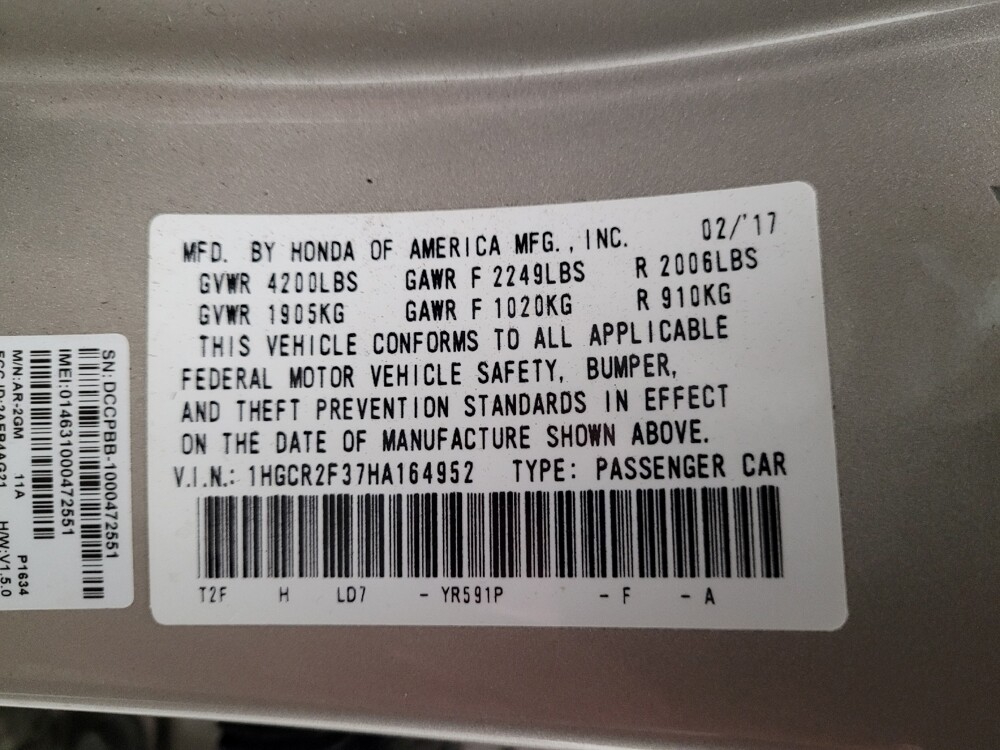 MFD. BY HONDA OF AMERICA MFG., INC. 02/'17
GVWR 4200LBS GAWR F 2249LBS R 2006LBS
GVWR 1905KG GAWR F 1020KG R 910KG
THIS VEHICLE CONFORMS TO ALL APPLICABLE
FEDERAL MOTOR VEHICLE SAFETY, BUMPER,
AND THEFT PREVENTION STANDARDS IN EFFECT
ON THE DATE OF MANUFACTURE SHOWN ABOVE.
V.I.N.: 1HGCR2F37HA164952 TYPE: PASSENGER CAR
T2F H LD7 - YR591P - F - A
SN: DCCPBB-1000472551
IMEI:014631000472551
M/N:AR-2GM 11A P1634
H/W:V1.5.0